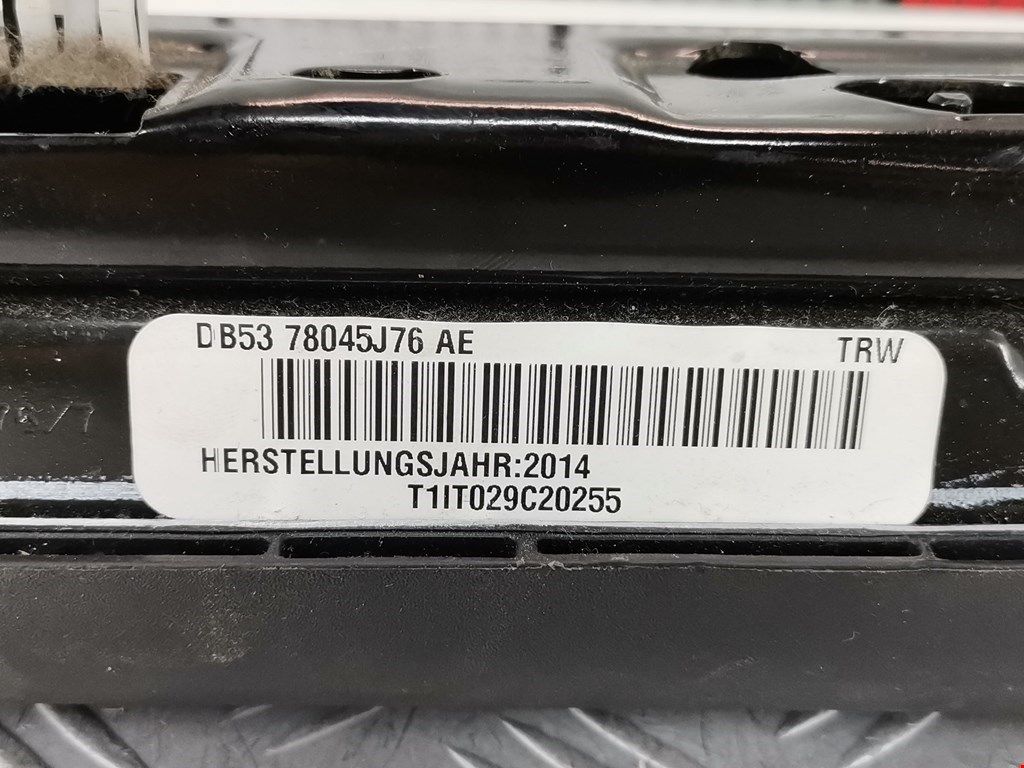 DB53 78045J76 AE TRW
HERSTELLUNGSJAHR:2014
T1IT029C20255